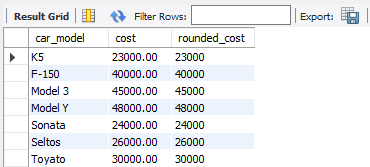 Result Grid Filter Rows: Export:
car_model cost rounded_cost
K5 23000.00 23000
F-150 40000.00 40000
Model 3 45000.00 45000
Model Y 48000.00 48000
Sonata 24000.00 24000
Seltos 26000.00 26000
Toyato 30000.00 30000